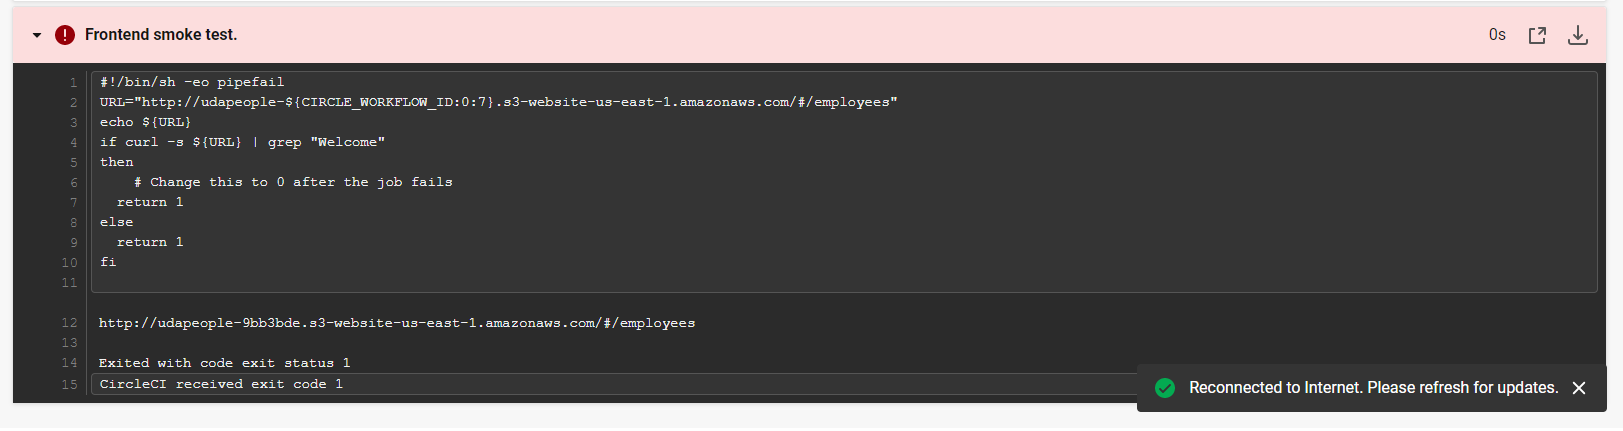 Frontend smoke test.
0s
1 #!/bin/sh -eo pipefail
2 URL="http://udapeople-${CIRCLE_WORKFLOW_ID:0:7}.s3-website-us-east-1.amazonaws.com/#/employees"
3 echo ${URL}
4 if curl -s ${URL} | grep "Welcome"
5 then
6     # Change this to 0 after the job fails
7   return 1
8 else
9   return 1
10 fi
11
12 http://udapeople-9bb3bde.s3-website-us-east-1.amazonaws.com/#/employees
13
14 Exited with code exit status 1
15 CircleCI received exit code 1
Reconnected to Internet. Please refresh for updates.